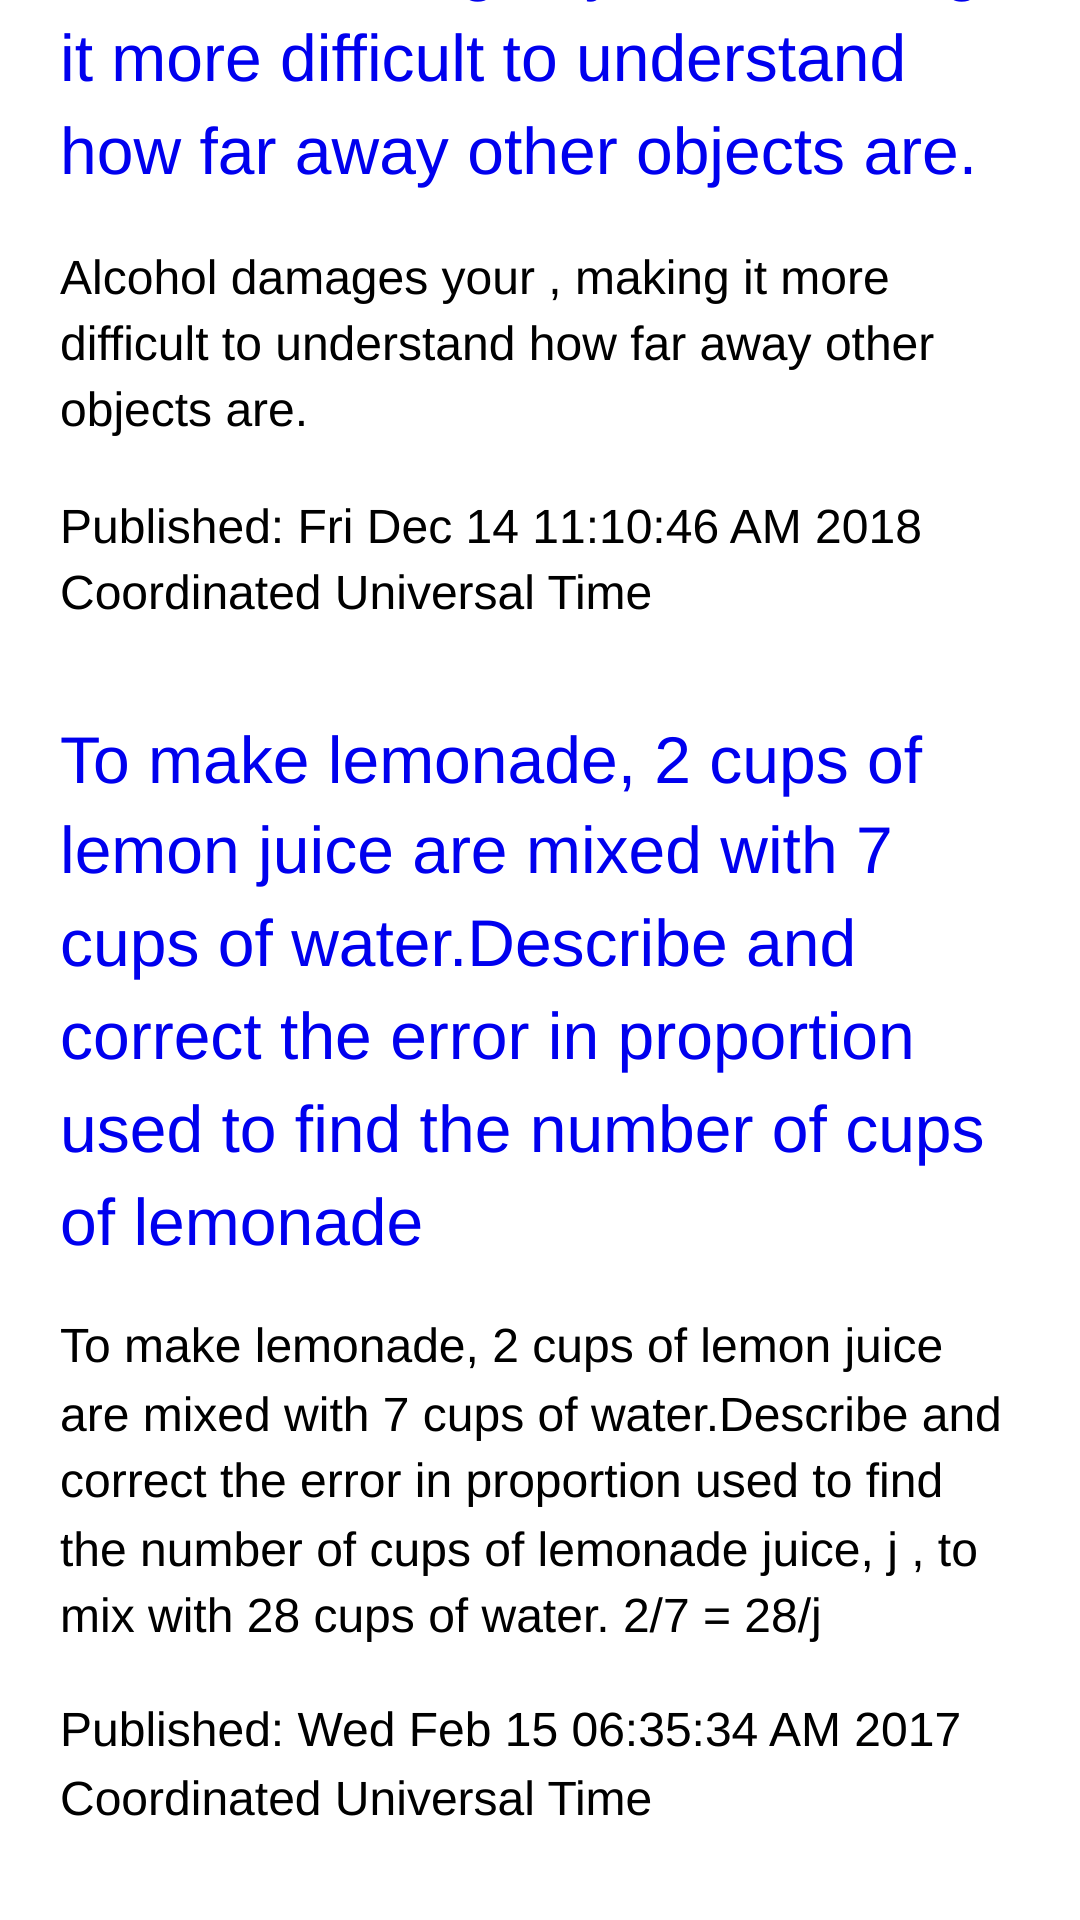 it more difficult to understand
how far away other objects are.
Alcohol damages your , making it more
difficult to understand how far away other
objects are.
Published: Fri Dec 14 11:10:46 AM 2018
Coordinated Universal Time
To make lemonade, 2 cups of
lemon juice are mixed with 7
cups of water.Describe and
correct the error in proportion
used to find the number of cups
of lemonade
To make lemonade, 2 cups of lemon juice
are mixed with 7 cups of water.Describe and
correct the error in proportion used to find
the number of cups of lemonade juice, j , to
mix with 28 cups of water. 2/7 = 28/j
Published: Wed Feb 15 06:35:34 AM 2017
Coordinated Universal Time